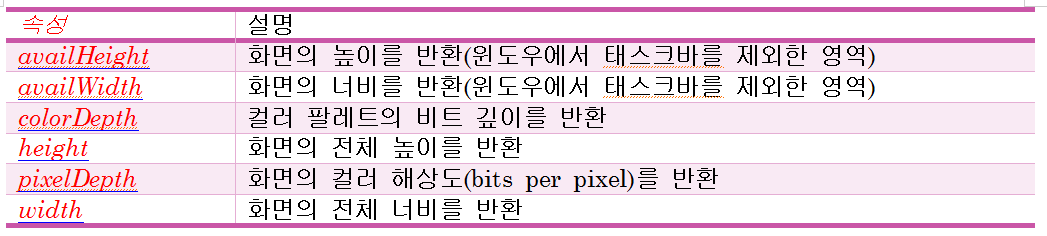 속성 설명
availHeight 화면의 높이를 반환(윈도우에서 태스크바를 제외한 영역)
availWidth 화면의 너비를 반환(윈도우에서 태스크바를 제외한 영역)
colorDepth 컬러 팔레트의 비트 깊이를 반환
height 화면의 전체 높이를 반환
pixelDepth 화면의 컬러 해상도(bits per pixel)를 반환
width 화면의 전체 너비를 반환